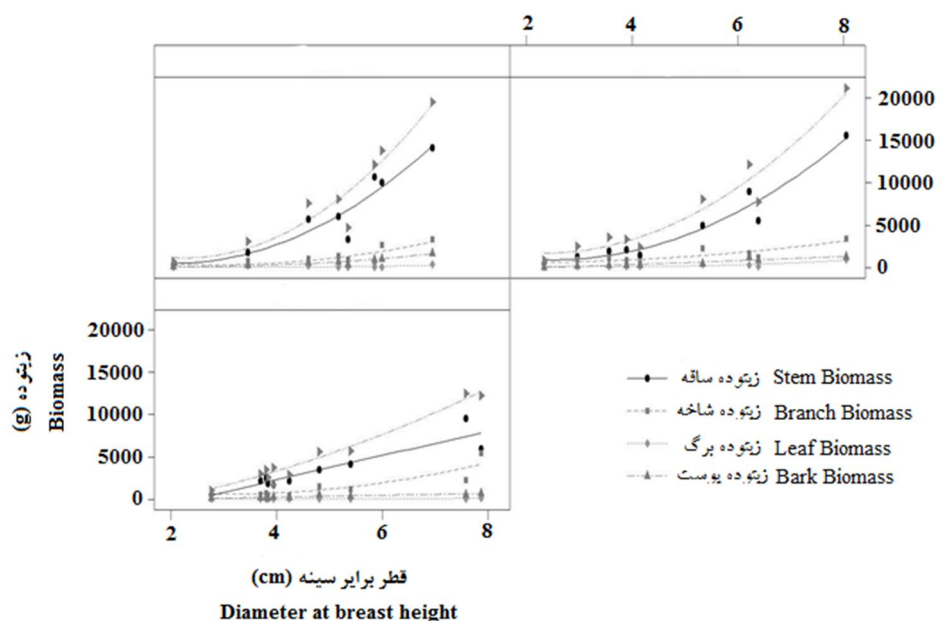 2 4 6 8
20000
15000
10000
5000
0
20000
15000
10000
5000
0
زیتوده (g)
Biomass
زیتوده ساقه Stem Biomass
زیتوده شاخه Branch Biomass
زیتوده برگ Leaf Biomass
زیتوده پوست Bark Biomass
2 4 6 8
قطر برابر سینه (cm)
Diameter at breast height